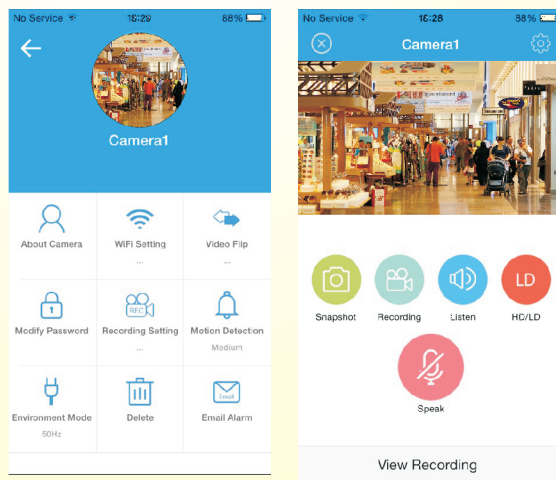 No Service 16:29 88%
Camera1
About Camera WiFi Setting Video Flip
... ...
Modify Password Recording Setting Motion Detection
... Medium
REC
Environment Mode Delete Email Alarm
50Hz
Email
No Service 16:28 88%
Camera1
LD
Snapshot Recording Listen HD/LD
Speak
View Recording